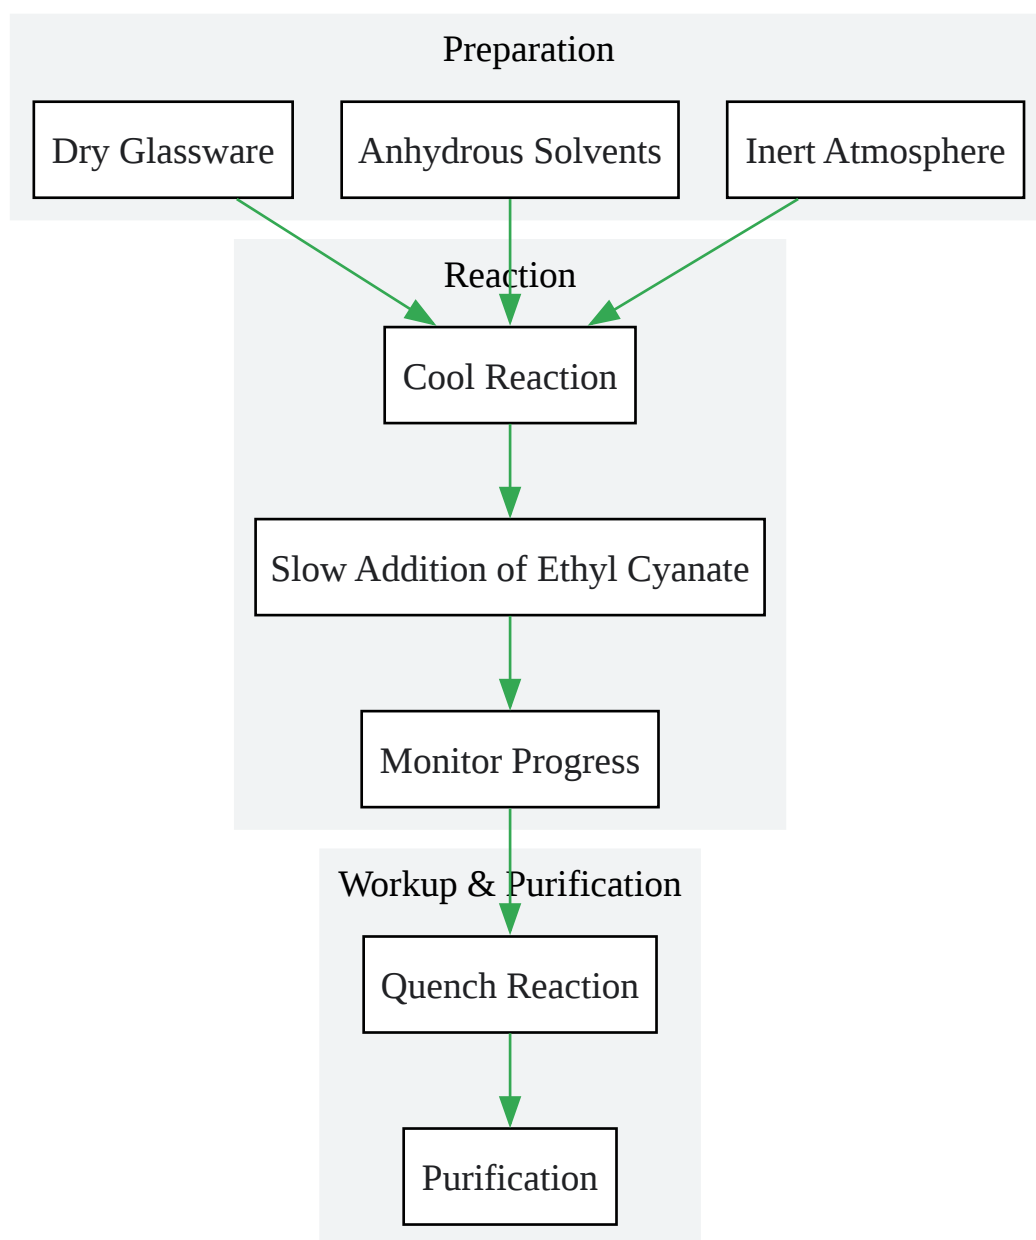 Preparation
Dry Glassware
Anhydrous Solvents
Inert Atmosphere
Reaction
Cool Reaction
Slow Addition of Ethyl Cyanate
Monitor Progress
Workup & Purification
Quench Reaction
Purification